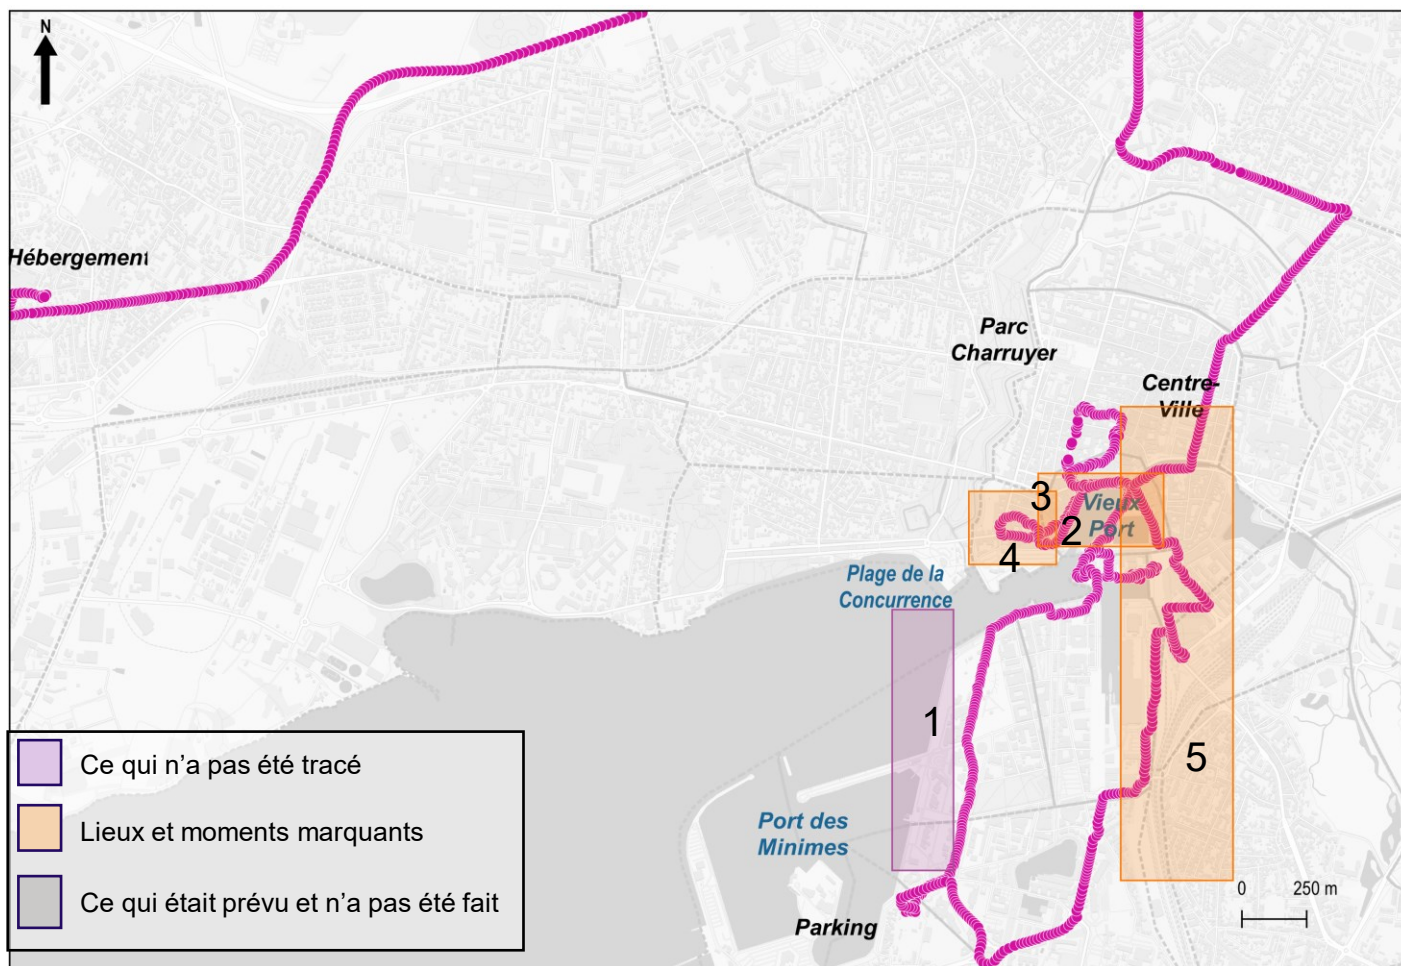 N
Hébergement
Parc
Charruyer
Centre-
Ville
3
Vieux
Port
2
4
Plage de la
Concurrence
1
5
Ce qui n’a pas été tracé
Lieux et moments marquants
Ce qui était prévu et n’a pas été fait
Port des
Minimes
Parking
0 250 m